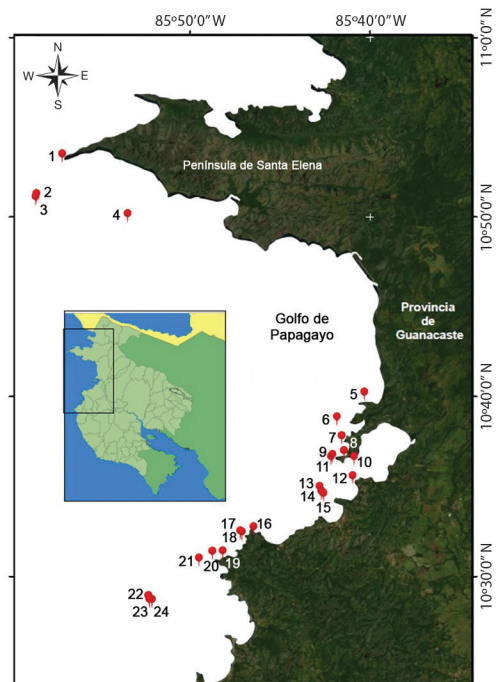 85°00"W
85°40'0"W
N
W
E
S
11°0'0 N
1
Península de Santa Elena
2
3
4
10°50'0"N
Golfo de
Papagayo
Provincia
de
Guanacaste
5
10°40'0"N
6
7
8
9
10
11
12
13
14
15
16
17
18
19
20
21
10°30'0"N
22
23
24